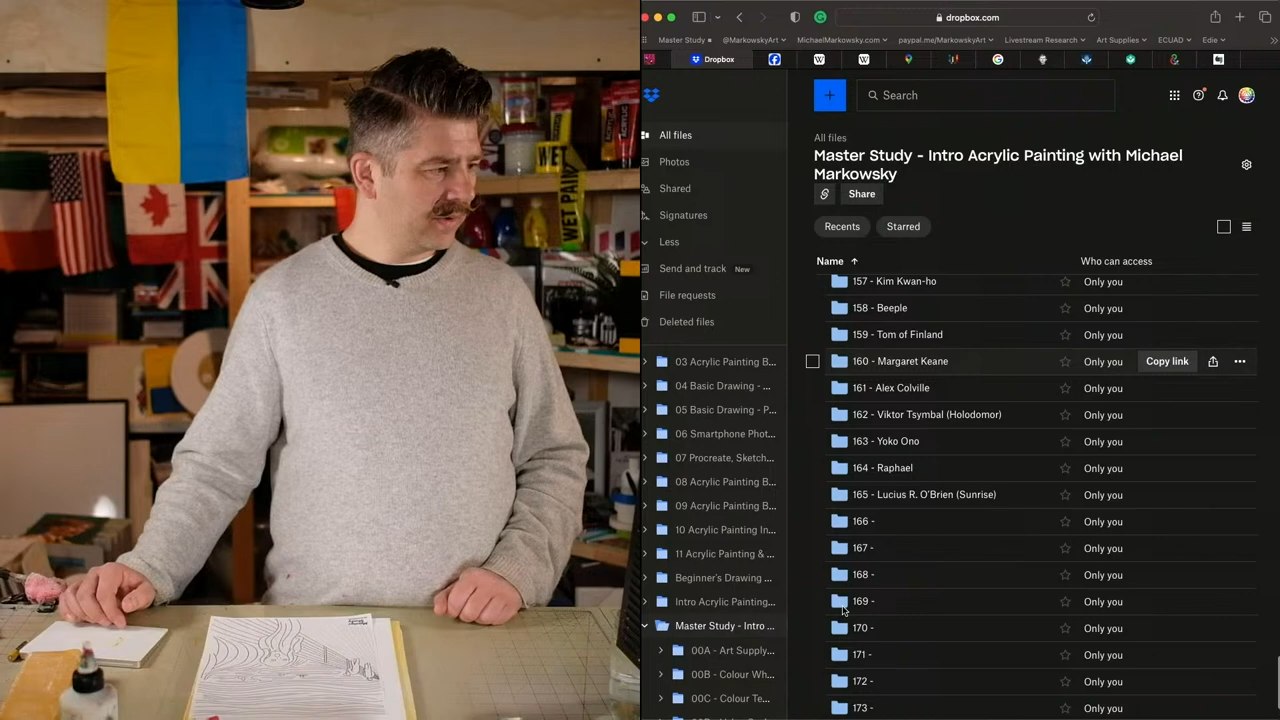 dropbox.com
Master Study
@MarkowskyArt
MichaelMarkowsky.com
paypal.me/MarkowskyArt
Livestream Research
Art Supplies
ECUAD
Edie
Dropbox
Search
All files
Photos
Shared
Signatures
Less
Send and track New
File requests
Deleted files
03 Acrylic Painting B...
04 Basic Drawing - ...
05 Basic Drawing - P...
06 Smartphone Phot...
07 Procreate, Sketch...
08 Acrylic Painting B...
09 Acrylic Painting B...
10 Acrylic Painting In...
11 Acrylic Painting & ...
Beginner's Drawing ...
Intro Acrylic Painting...
Master Study - Intro ...
00A - Art Supply...
00B - Colour Wh...
00C - Colour Te...
All files
Master Study - Intro Acrylic Painting with Michael
Markowsky
Share
Recents
Starred
Name
Who can access
157 - Kim Kwan-ho Only you
158 - Beeple Only you
159 - Tom of Finland Only you
160 - Margaret Keane Only you Copy link
161 - Alex Colville Only you
162 - Viktor Tsymbal (Holodomor) Only you
163 - Yoko Ono Only you
164 - Raphael Only you
165 - Lucius R. O'Brien (Sunrise) Only you
166 - Only you
167 - Only you
168 - Only you
169 - Only you
170 - Only you
171 - Only you
172 - Only you
173 - Only you
WET
WET PAINT
ACRYLIC